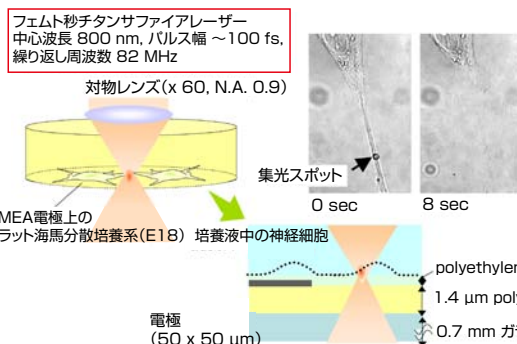 フェムト秒チタンサファイアレーザー
中心波長 800 nm, パルス幅 ～100 fs,
繰り返し周波数 82 MHz
対物レンズ(x 60, N.A. 0.9)
集光スポット
0 sec
8 sec
MEA電極上の
ラット海馬分散培養系(E18)
培養液中の神経細胞
polyethylen
1.4 μm poly
電極
(50 x 50 μm)
0.7 mm ガラ